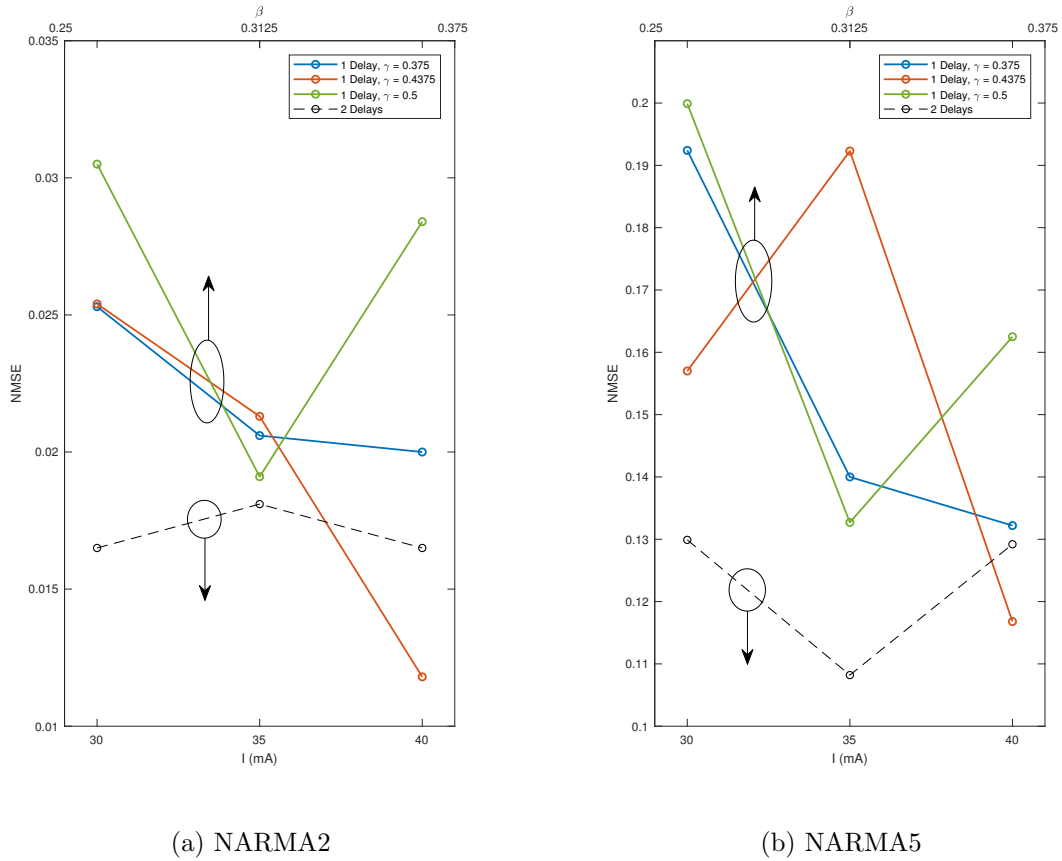 β
0.25 0.3125 0.375
0.035
0.03
0.025
0.02
0.015
0.01
NMSE
1 Delay, γ = 0.375
1 Delay, γ = 0.4375
1 Delay, γ = 0.5
2 Delays
30 35 40
I (mA)
(a) NARMA2
β
0.25 0.3125 0.375
0.2
0.19
0.18
0.17
0.16
0.15
0.14
0.13
0.12
0.11
0.1
NMSE
1 Delay, γ = 0.375
1 Delay, γ = 0.4375
1 Delay, γ = 0.5
2 Delays
30 35 40
I (mA)
(b) NARMA5